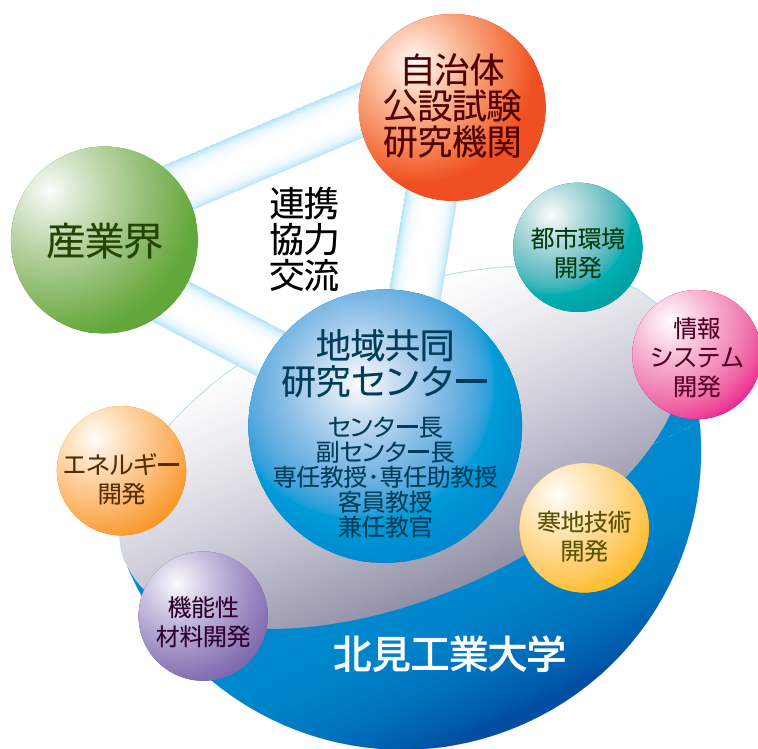 自治体
公設試験
研究機関
産業界
連携
協力
交流
都市環境
開発
情報
システム
開発
地域共同
研究センター
センター長
副センター長
専任教授・専任助教授
客員教授
兼任教官
エネルギー
開発
寒地技術
開発
機能性
材料開発
北見工業大学